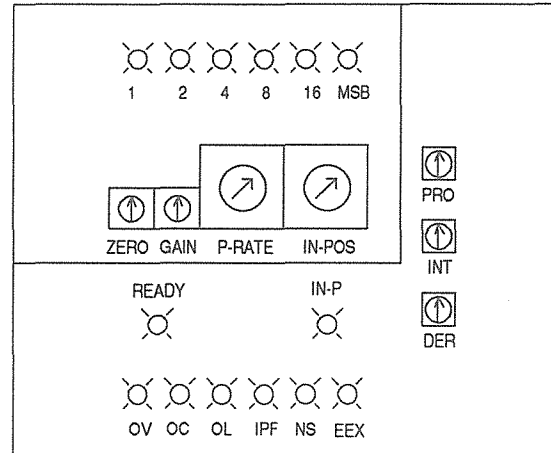 1 2 4 8 16 MSB
PRO
ZERO GAIN P-RATE IN-POS
INT
READY IN-P
DER
OV OC OL IPF NS EEX